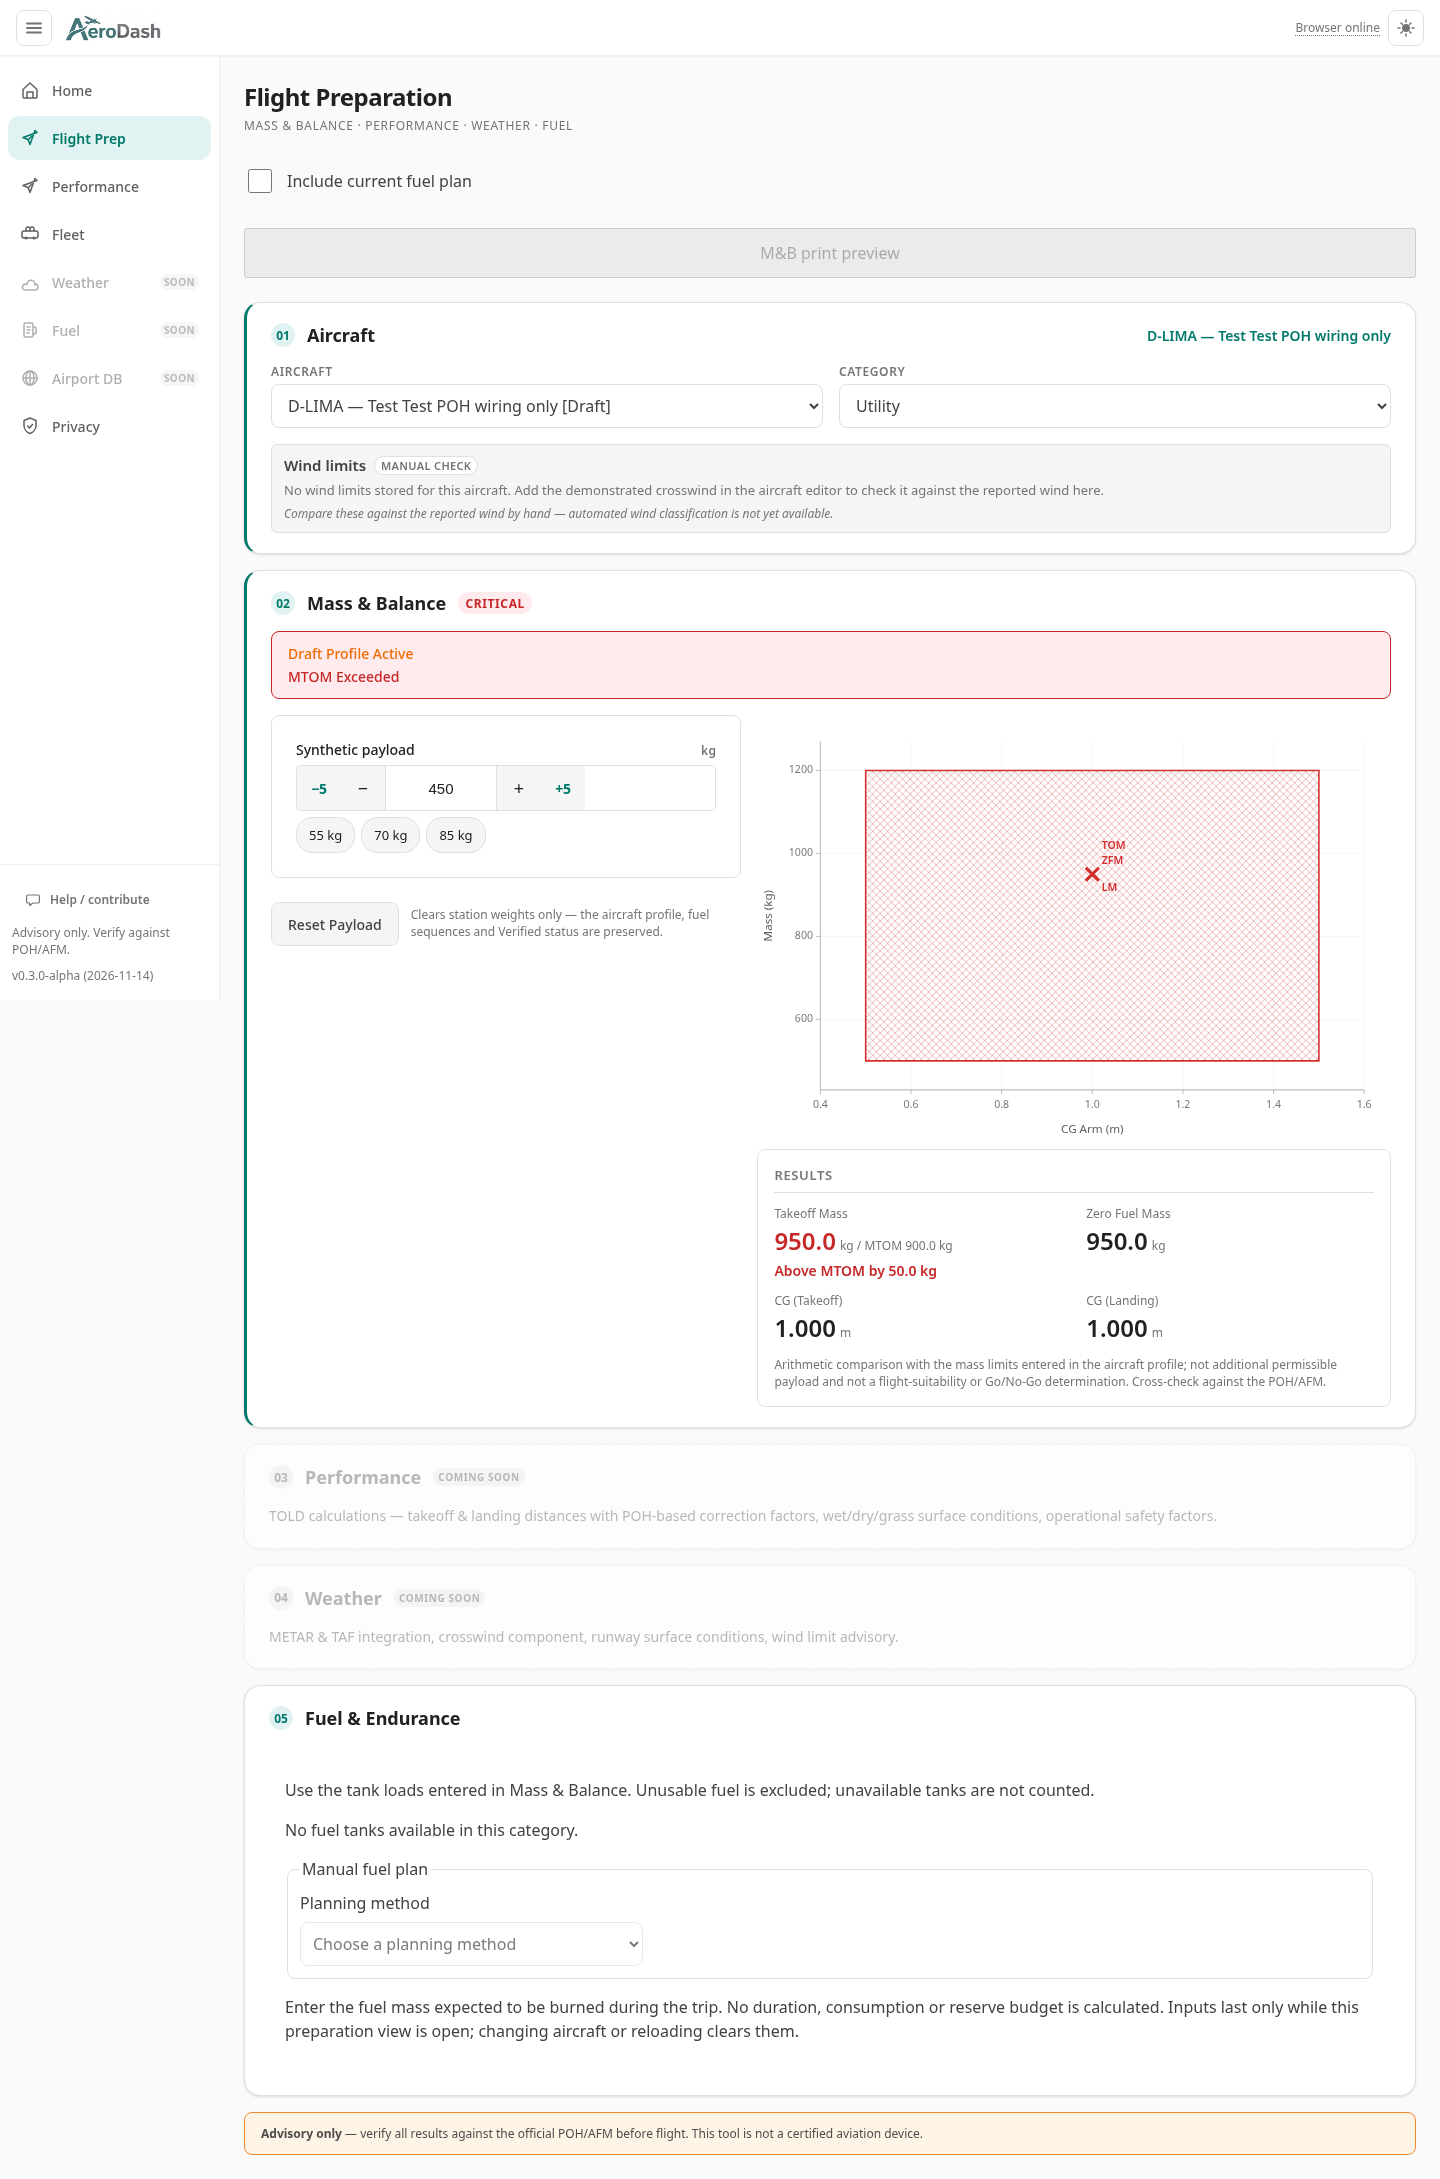 AeroDash
Browser online
Home
Flight Prep
Performance
Fleet
Weather SOON
Fuel SOON
Airport DB SOON
Privacy
Help / contribute
Advisory only. Verify against
POH/AFM.
v0.3.0-alpha (2026-11-14)
Flight Preparation
MASS & BALANCE · PERFORMANCE · WEATHER · FUEL
Include current fuel plan
M&B print preview
01 Aircraft
D-LIMA — Test Test POH wiring only
AIRCRAFT
CATEGORY
D-LIMA — Test Test POH wiring only [Draft]
Utility
Wind limits MANUAL CHECK
No wind limits stored for this aircraft. Add the demonstrated crosswind in the aircraft editor to check it against the reported wind here.
Compare these against the reported wind by hand — automated wind classification is not yet available.
02 Mass & Balance CRITICAL
Draft Profile Active
MTOM Exceeded
Synthetic payload kg
−5 − 450 + +5
55 kg 70 kg 85 kg
Reset Payload
Clears station weights only — the aircraft profile, fuel
sequences and Verified status are preserved.
Mass (kg)
1200
1000
800
600
TOM
ZFM
LM
0.4 0.6 0.8 1.0 1.2 1.4 1.6
CG Arm (m)
RESULTS
Takeoff Mass
950.0 kg / MTOM 900.0 kg
Above MTOM by 50.0 kg
Zero Fuel Mass
950.0 kg
CG (Takeoff)
1.000 m
CG (Landing)
1.000 m
Arithmetic comparison with the mass limits entered in the aircraft profile; not additional permissible
payload and not a flight-suitability or Go/No-Go determination. Cross-check against the POH/AFM.
03 Performance COMING SOON
TOLD calculations — takeoff & landing distances with POH-based correction factors, wet/dry/grass surface conditions, operational safety factors.
04 Weather COMING SOON
METAR & TAF integration, crosswind component, runway surface conditions, wind limit advisory.
05 Fuel & Endurance
Use the tank loads entered in Mass & Balance. Unusable fuel is excluded; unavailable tanks are not counted.
No fuel tanks available in this category.
Manual fuel plan
Planning method
Choose a planning method
Enter the fuel mass expected to be burned during the trip. No duration, consumption or reserve budget is calculated. Inputs last only while this
preparation view is open; changing aircraft or reloading clears them.
Advisory only — verify all results against the official POH/AFM before flight. This tool is not a certified aviation device.